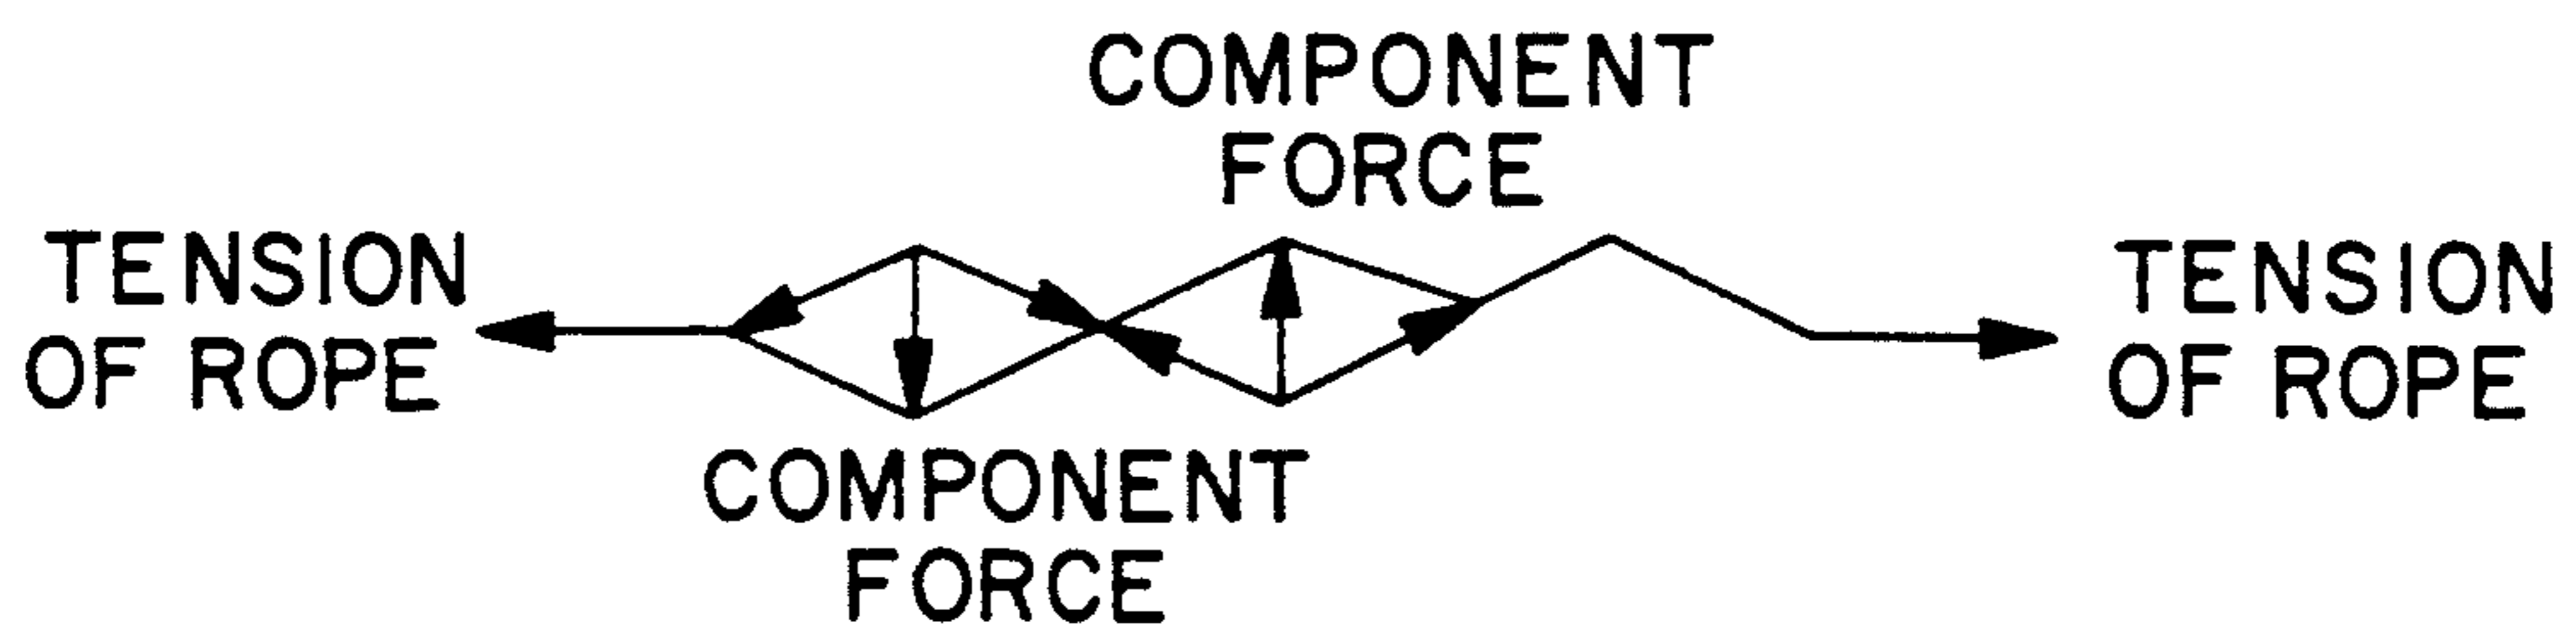 COMPONENT
FORCE
TENSION
OF ROPE
TENSION
OF ROPE
COMPONENT
FORCE